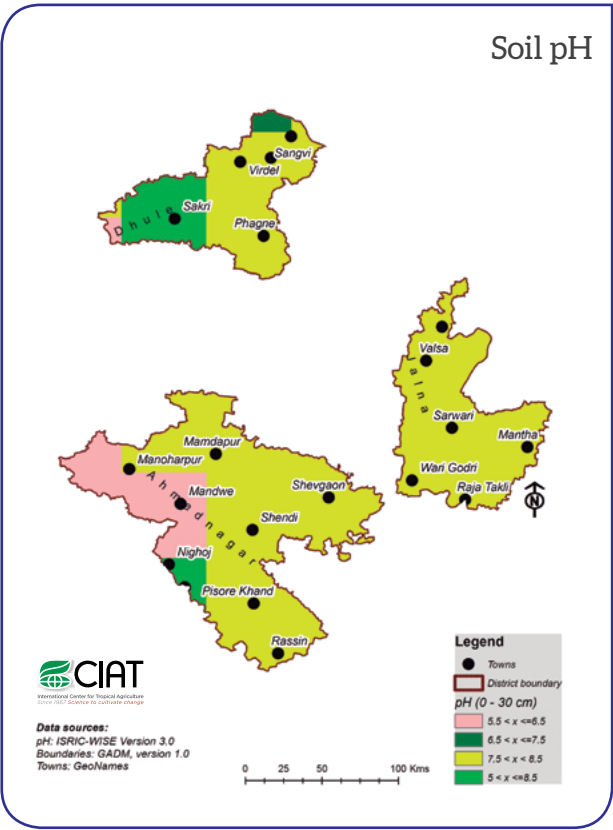 Soil pH
Sangvi
Virdel
Sakri
Dhule
Phagne
Valsa
Jalna
Sarwari
Mantha
Wari Godri
Raja Takli
N
Mamdapur
Manoharpur
Ahmednagar
Mandwe
Shevgaon
Shendi
Nighoj
Pisore Khand
Rassin
Legend
Towns
District boundary
pH (0 - 30 cm)
5.5 < x <=6.5
6.5 < x <=7.5
7.5 < x < 8.5
5 < x <=8.5
CIAT
International Center for Tropical Agriculture
Since 1967 Science to cultivate change
Data sources:
pH: ISRIC-WISE Version 3.0
Boundaries: GADM, version 1.0
Towns: GeoNames
0 25 50 100 Kms